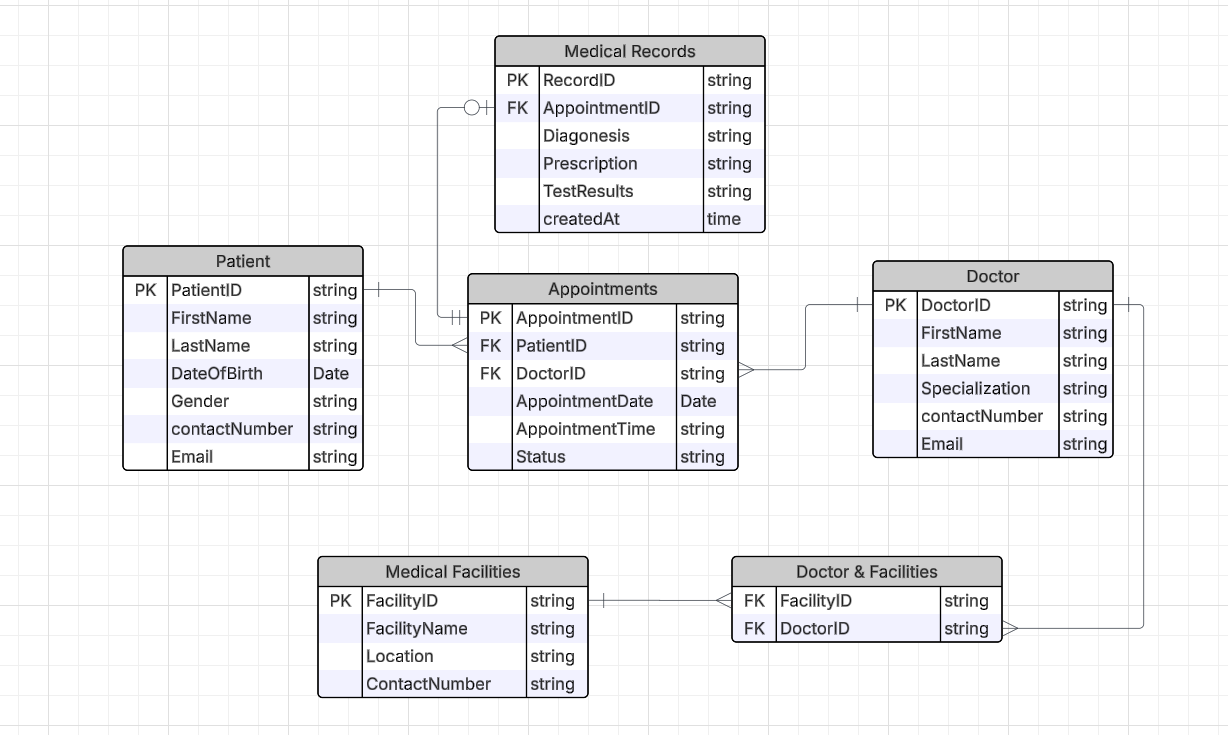 Medical Records
PK RecordID string
FK AppointmentID string
Diagonesis string
Prescription string
TestResults string
createdAt time
Patient
PK PatientID string
FirstName string
LastName string
DateOfBirth Date
Gender string
contactNumber string
Email string
Appointments
PK AppointmentID string
FK PatientID string
FK DoctorID string
AppointmentDate Date
AppointmentTime string
Status string
Doctor
PK DoctorID string
FirstName string
LastName string
Specialization string
contactNumber string
Email string
Medical Facilities
PK FacilityID string
FacilityName string
Location string
ContactNumber string
Doctor & Facilities
FK FacilityID string
FK DoctorID string